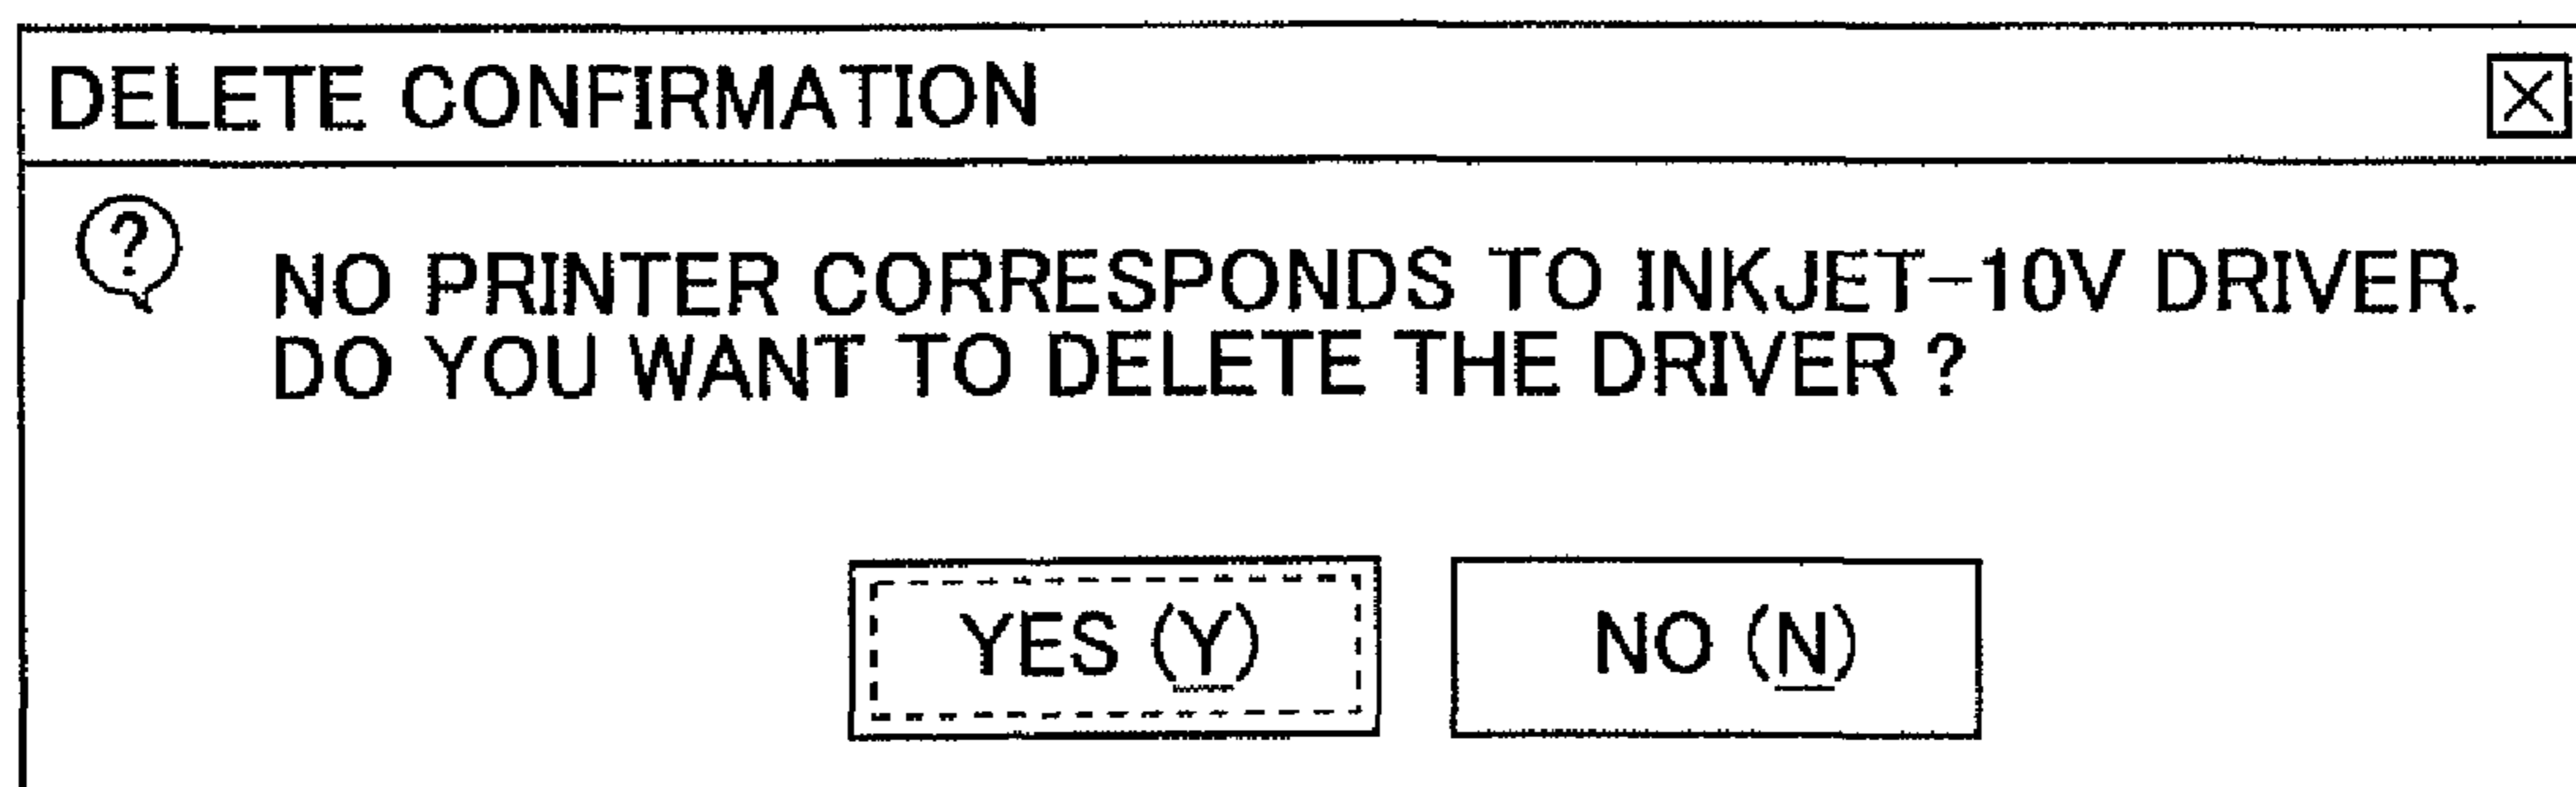 DELETE CONFIRMATION
?
NO PRINTER CORRESPONDS TO INKJET-10V DRIVER.
DO YOU WANT TO DELETE THE DRIVER ?
YES (Y) NO (N)